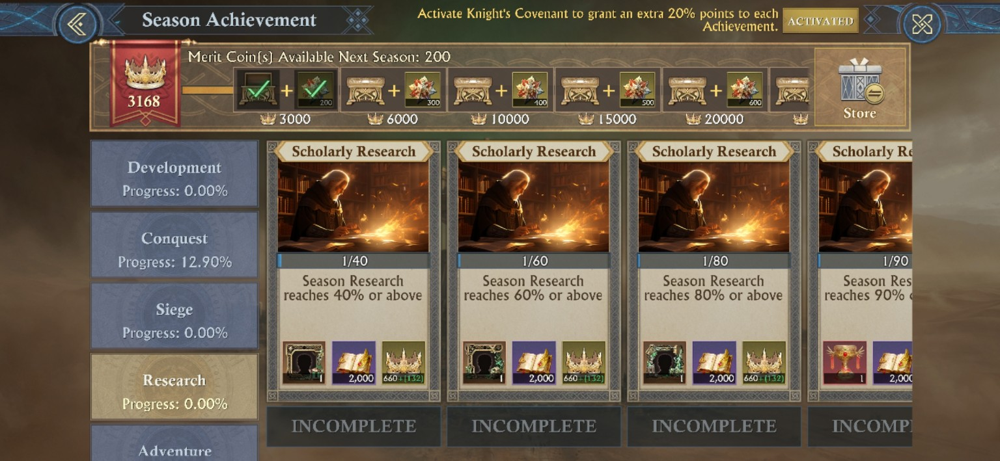 Season Achievement
Activate Knight's Covenant to grant an extra 20% points to each
Achievement.
ACTIVATED
3168
Merit Coin(s) Available Next Season: 200
+ 200 + 300 + 400 + 500 + 600
3000 6000 10000 15000 20000
Store
Development
Progress: 0.00%
Conquest
Progress: 12.90%
Siege
Progress: 0.00%
Research
Progress: 0.00%
Adventure
Scholarly Research
1/40
Season Research
reaches 40% or above
1 2,000 660+(132)
INCOMPLETE
Scholarly Research
1/60
Season Research
reaches 60% or above
1 2,000 660+(132)
INCOMPLETE
Scholarly Research
1/80
Season Research
reaches 80% or above
1 2,000 660+(132)
INCOMPLETE
Scholarly Re
1/90
Season Res
reaches 90%
1 2,000
INCOMP